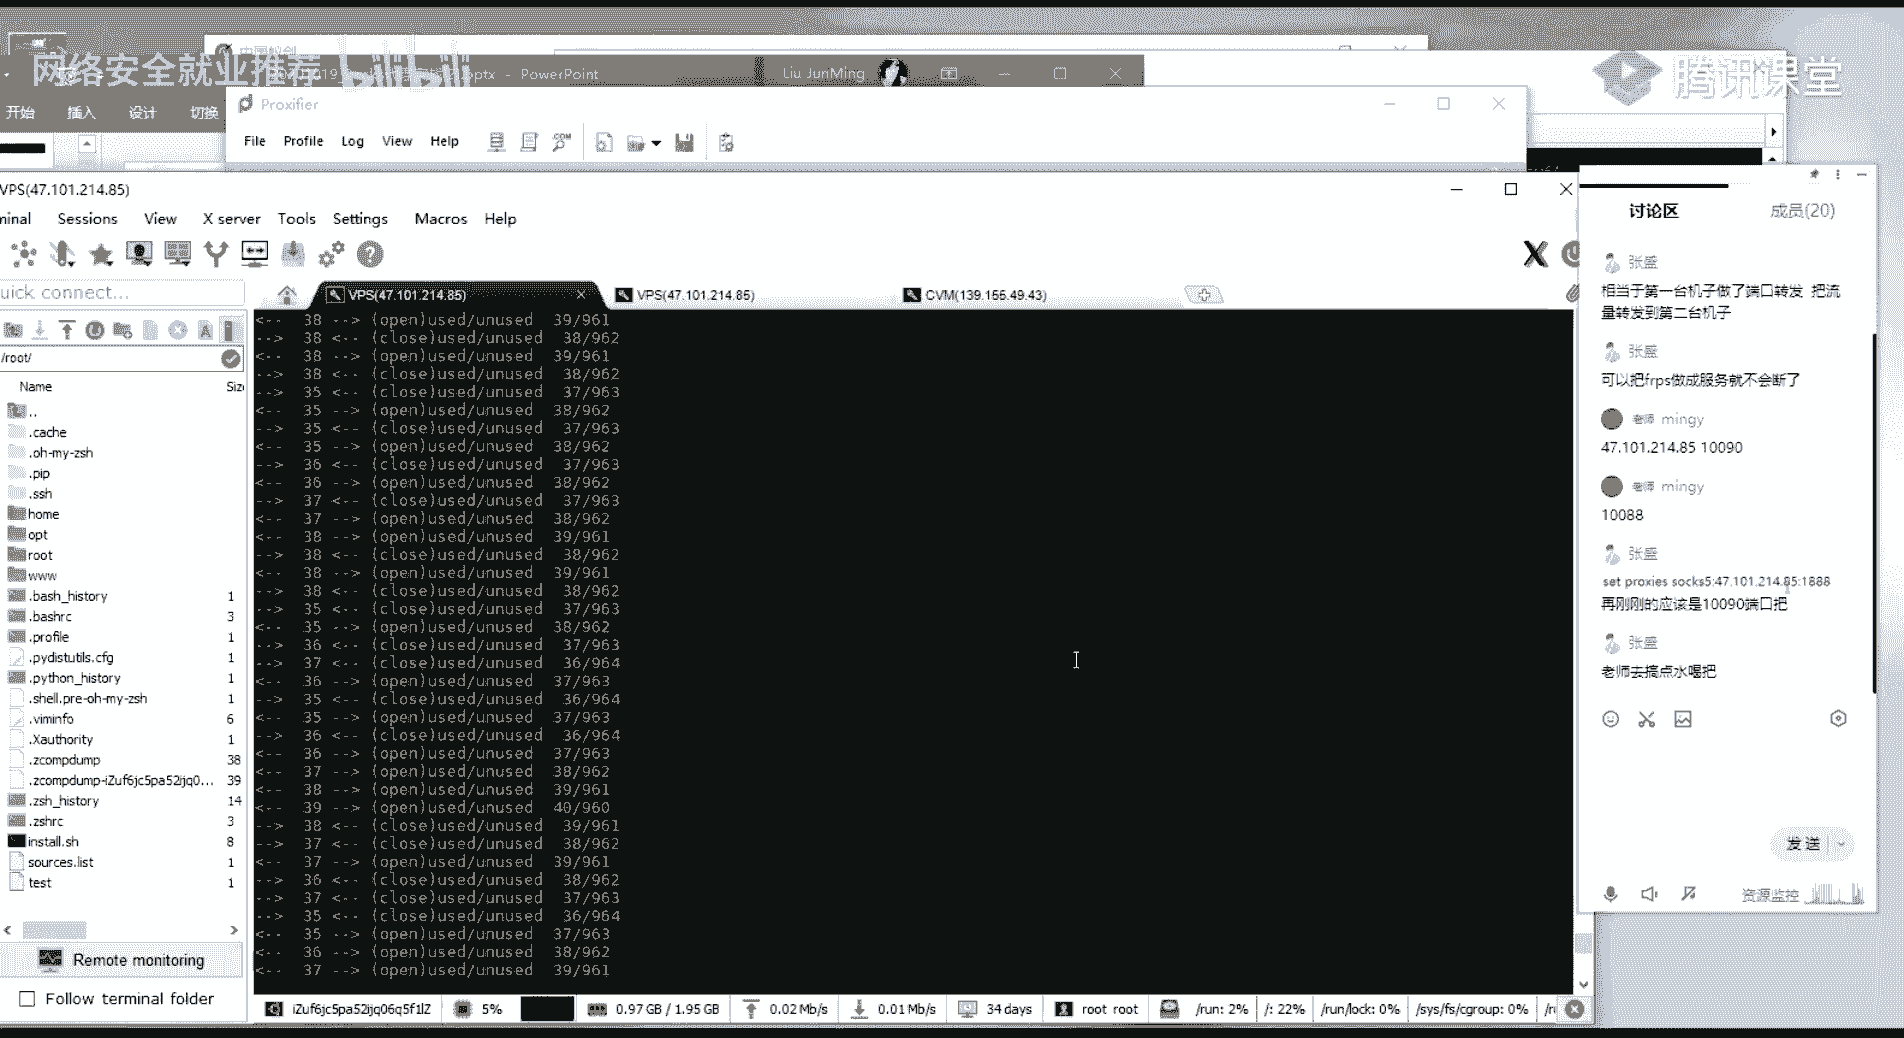 网络安全就业推荐 bilibili
腾讯课堂
.pptx - PowerPoint
Liu JunMing
开始
插入
设计
切换
Proxifier
File
Profile
Log
View
Help
VPS(47.101.214.85)
minal
Sessions
View
X server
Tools
Settings
Macros
Help
uick connect...
VPS(47.101.214.85)
VPS(47.101.214.85)
CVM(139.155.49.43)
/root/
Name
Size
..
.cache
.oh-my-zsh
.pip
.ssh
home
opt
root
www
.bash_history 1
.bashrc 3
.profile 1
.pydistutils.cfg 1
.python_history 1
.shell.pre-oh-my-zsh 1
.viminfo 6
.Xauthority 1
.zcompdump 38
.zcompdump-iZuf6jc5pa52ijq0... 39
.zsh_history 14
.zshrc 3
install.sh 8
sources.list 1
test 1
Remote monitoring
Follow terminal folder
<-- 38 --> (open)used/unused 39/961
--> 38 <-- (close)used/unused 38/962
<-- 38 --> (open)used/unused 39/961
--> 38 <-- (close)used/unused 38/962
--> 35 <-- (close)used/unused 37/963
<-- 35 --> (open)used/unused 38/962
--> 35 <-- (close)used/unused 37/963
<-- 35 --> (open)used/unused 38/962
--> 36 <-- (close)used/unused 37/963
<-- 36 --> (open)used/unused 38/962
--> 37 <-- (close)used/unused 37/963
<-- 37 --> (open)used/unused 38/962
<-- 38 --> (open)used/unused 39/961
--> 38 <-- (close)used/unused 38/962
<-- 38 --> (open)used/unused 39/961
--> 38 <-- (close)used/unused 38/962
--> 35 <-- (close)used/unused 37/963
<-- 35 --> (open)used/unused 38/962
--> 36 <-- (close)used/unused 37/963
--> 37 <-- (close)used/unused 36/964
<-- 36 --> (open)used/unused 37/963
--> 35 <-- (close)used/unused 36/964
<-- 35 --> (open)used/unused 37/963
--> 36 <-- (close)used/unused 36/964
<-- 36 --> (open)used/unused 37/963
<-- 37 --> (open)used/unused 38/962
<-- 38 --> (open)used/unused 39/961
<-- 39 --> (open)used/unused 40/960
--> 38 <-- (close)used/unused 39/961
--> 37 <-- (close)used/unused 38/962
<-- 37 --> (open)used/unused 39/961
--> 36 <-- (close)used/unused 38/962
--> 37 <-- (close)used/unused 37/963
--> 35 <-- (close)used/unused 36/964
<-- 35 --> (open)used/unused 37/963
<-- 36 --> (open)used/unused 38/962
<-- 37 --> (open)used/unused 39/961
iZuf6jc5pa52ijq06q5f1lZ
5%
0.97 GB / 1.95 GB
0.02 Mb/s
0.01 Mb/s
34 days
root root
/run: 2%
/: 22%
/run/lock: 0%
/sys/fs/cgroup: 0%
讨论区
成员(20)
张盛
相当于第一台机子做了端口转发 把流
量转发到第二台机子
张盛
可以把frps做成服务就不会断了
老师 mingy
47.101.214.85 10090
老师 mingy
10088
张盛
set proxies socks5:47.101.214.85:1888
再刚刚的应该是10090端口把
张盛
老师去搞点水喝把
发送
资源监控